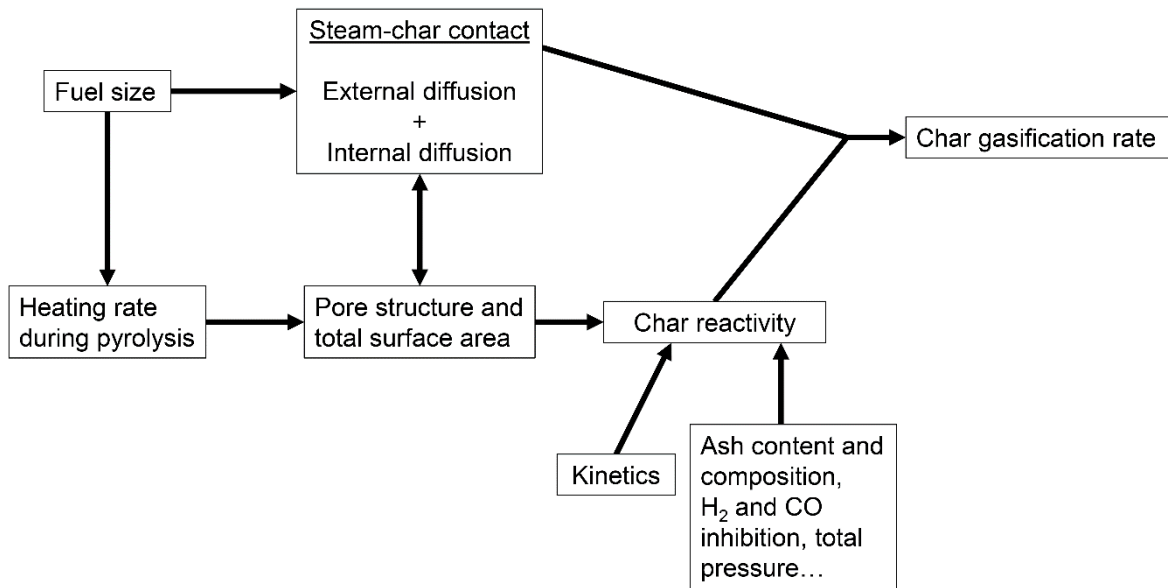 Steam-char contact
External diffusion
+
Internal diffusion
Fuel size
Char gasification rate
Heating rate
during pyrolysis
Pore structure and
total surface area
Char reactivity
Kinetics
Ash content and
composition,
H₂ and CO
inhibition, total
pressure…